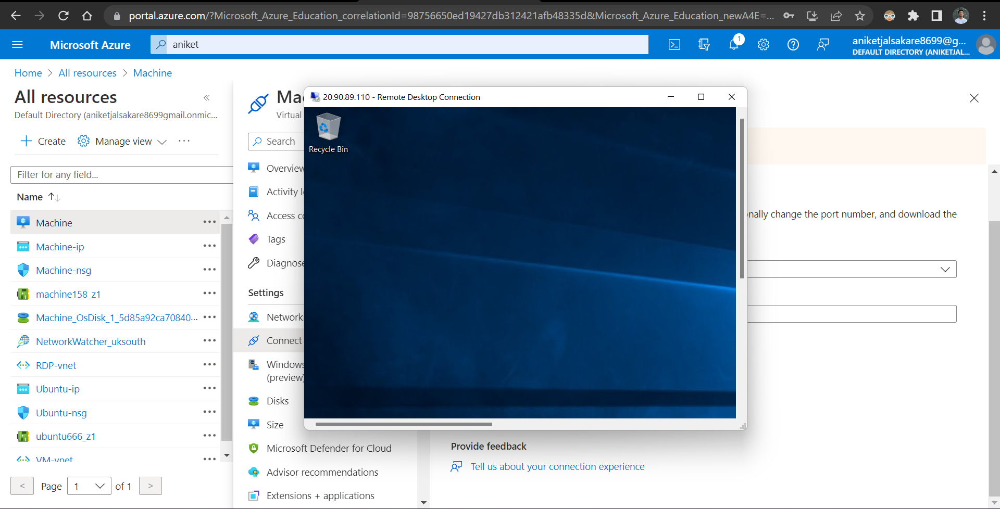 portal.azure.com/?Microsoft_Azure_Education_correlationId=98756650ed19427db312421afb48335d&Microsoft_Azure_Education_newA4E=...
Microsoft Azure
aniket
1
aniketjalsakare8699@g...
DEFAULT DIRECTORY (ANIKETJAL...
Home > All resources > Machine
All resources
Default Directory (aniketjalsakare8699gmail.onmic...
Create
Manage view
Filter for any field...
Name
Machine
Machine-ip
Machine-nsg
machine158_z1
Machine_OsDisk_1_5d85a92ca70840...
NetworkWatcher_uksouth
RDP-vnet
Ubuntu-ip
Ubuntu-nsg
ubuntu666_z1
VM-vnet
< Page 1 of 1 >
Ma
Virtual
Search
Overview
Activity l
Access co
Tags
Diagnose
Settings
Networki
Connect
Windows
(preview)
Disks
Size
Microsoft Defender for Cloud
Advisor recommendations
Extensions + applications
20.90.89.110 - Remote Desktop Connection
Recycle Bin
onally change the port number, and download the
Provide feedback
Tell us about your connection experience